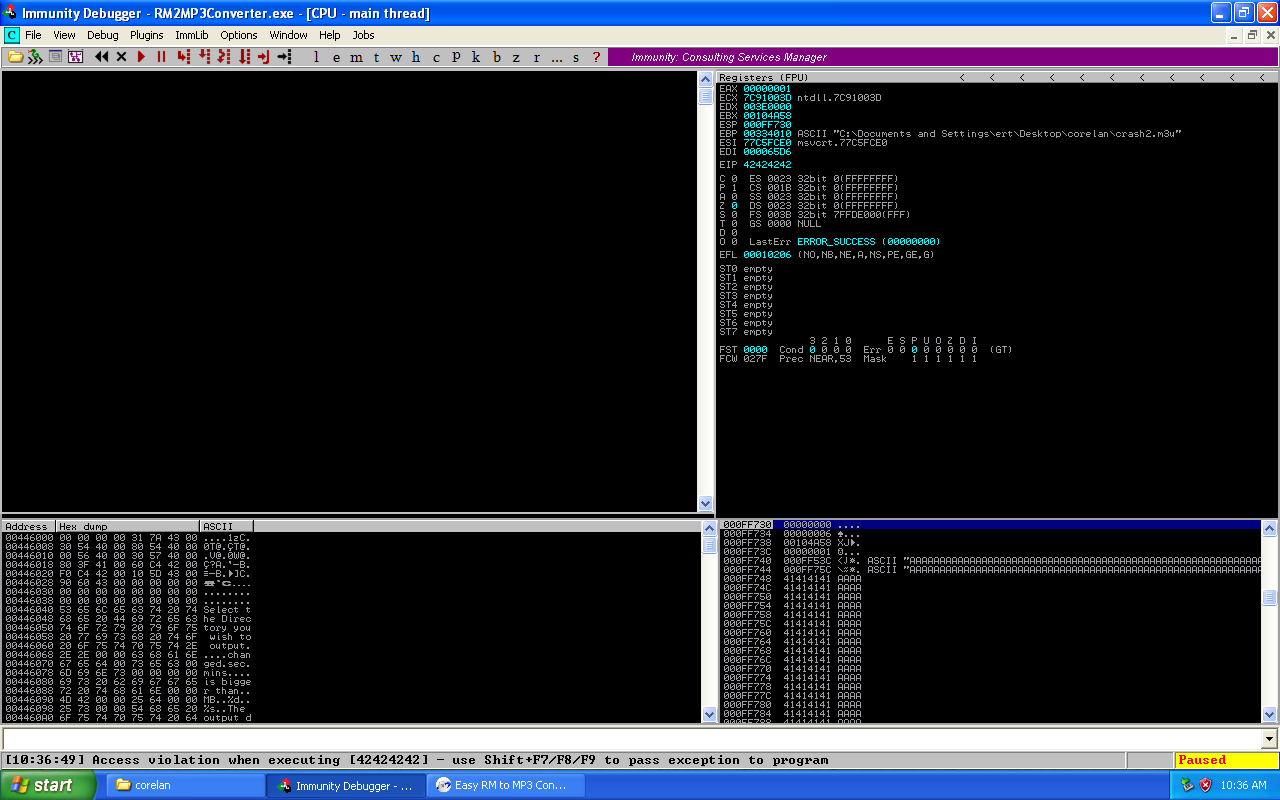 Immunity Debugger - RM2MP3Converter.exe - [CPU - main thread]
C File View Debug Plugins ImmLib Options Window Help Jobs
l e m t w h c P k b z r ... s ? Immunity: Consulting Services Manager
Registers (FPU) < < < < < < < < < < <
EAX 00000001
ECX 7C91003D ntdll.7C91003D
EDX 003E0000
EBX 00104A58
ESP 000FF730
EBP 00334010 ASCII "C:\Documents and Settings\ert\Desktop\corelan\crash2.m3u"
ESI 77C5FCE0 msvcrt.77C5FCE0
EDI 000065D6
EIP 42424242
C 0 ES 0023 32bit 0(FFFFFFFF)
P 1 CS 001B 32bit 0(FFFFFFFF)
A 0 SS 0023 32bit 0(FFFFFFFF)
Z 0 DS 0023 32bit 0(FFFFFFFF)
S 0 FS 003B 32bit 7FFDE000(FFF)
T 0 GS 0000 NULL
D 0
O 0 LastErr ERROR_SUCCESS (00000000)
EFL 00010206 (NO,NB,NE,A,NS,PE,GE,G)
ST0 empty
ST1 empty
ST2 empty
ST3 empty
ST4 empty
ST5 empty
ST6 empty
ST7 empty
3 2 1 0 E S P U O Z D I
FST 0000 Cond 0 0 0 0 Err 0 0 0 0 0 0 0 0 (GT)
FCW 027F Prec NEAR,53 Mask 1 1 1 1 1 1
Address Hex dump ASCII
00446000 00 00 00 00 31 7A 43 00 ....1zC.
00446008 30 54 40 00 80 54 40 00 0T@.ÇT@.
00446010 00 56 40 00 30 57 40 00 .V@.0W@.
00446018 80 3F 41 00 60 C4 42 00
00446020 F0 C4 42 00 10 5D 43 00
00446028 90 60 43 00 00 00 00 00
00446030 00 00 00 00 00 00 00 00 ........
00446038 00 00 00 00 00 00 00 00 ........
00446040 53 65 6C 65 63 74 20 74 Select t
00446048 68 65 20 44 69 72 65 63 he Direc
00446050 74 6F 72 79 20 79 6F 75 tory you
00446058 20 77 69 73 68 20 74 6F wish to
00446060 20 6F 75 74 70 75 74 2E output.
00446068 2E 2E 00 00 63 68 61 6E ....chan
00446070 67 65 64 00 73 65 63 00 ged.sec.
00446078 6D 69 6E 73 00 00 00 00 mins....
00446080 69 73 20 62 69 67 67 65 is bigge
00446088 72 20 74 68 61 6E 00 00 r than..
00446090 4D 42 00 00 25 64 00 00 MB..%d..
00446098 25 73 00 00 54 68 65 20 %s..The
004460A0 6F 75 74 70 75 74 20 64 output d
000FF730 00000000 ....
000FF734 00000006 ♠...
000FF738 00104A58 XJ►.
000FF73C 00000001 ☺...
000FF740 000FF53C <J☼. ASCII "AAAAAAAAAAAAAAAAAAAAAAAAAAAAAAAAAAAAAAAAAAAAAAAAAAAAAAAAAA
000FF744 000FF75C \≈☼. ASCII "AAAAAAAAAAAAAAAAAAAAAAAAAAAAAAAAAAAAAAAAAAAAAAAAAAAAAAAAAA
000FF748 41414141 AAAA
000FF74C 41414141 AAAA
000FF750 41414141 AAAA
000FF754 41414141 AAAA
000FF758 41414141 AAAA
000FF75C 41414141 AAAA
000FF760 41414141 AAAA
000FF764 41414141 AAAA
000FF768 41414141 AAAA
000FF76C 41414141 AAAA
000FF770 41414141 AAAA
000FF774 41414141 AAAA
000FF778 41414141 AAAA
000FF77C 41414141 AAAA
000FF780 41414141 AAAA
000FF784 41414141 AAAA
[10:36:49] Access violation when executing [42424242] - use Shift+F7/F8/F9 to pass exception to program
Paused
start corelan Immunity Debugger - ... Easy RM to MP3 Con... 10:36 AM